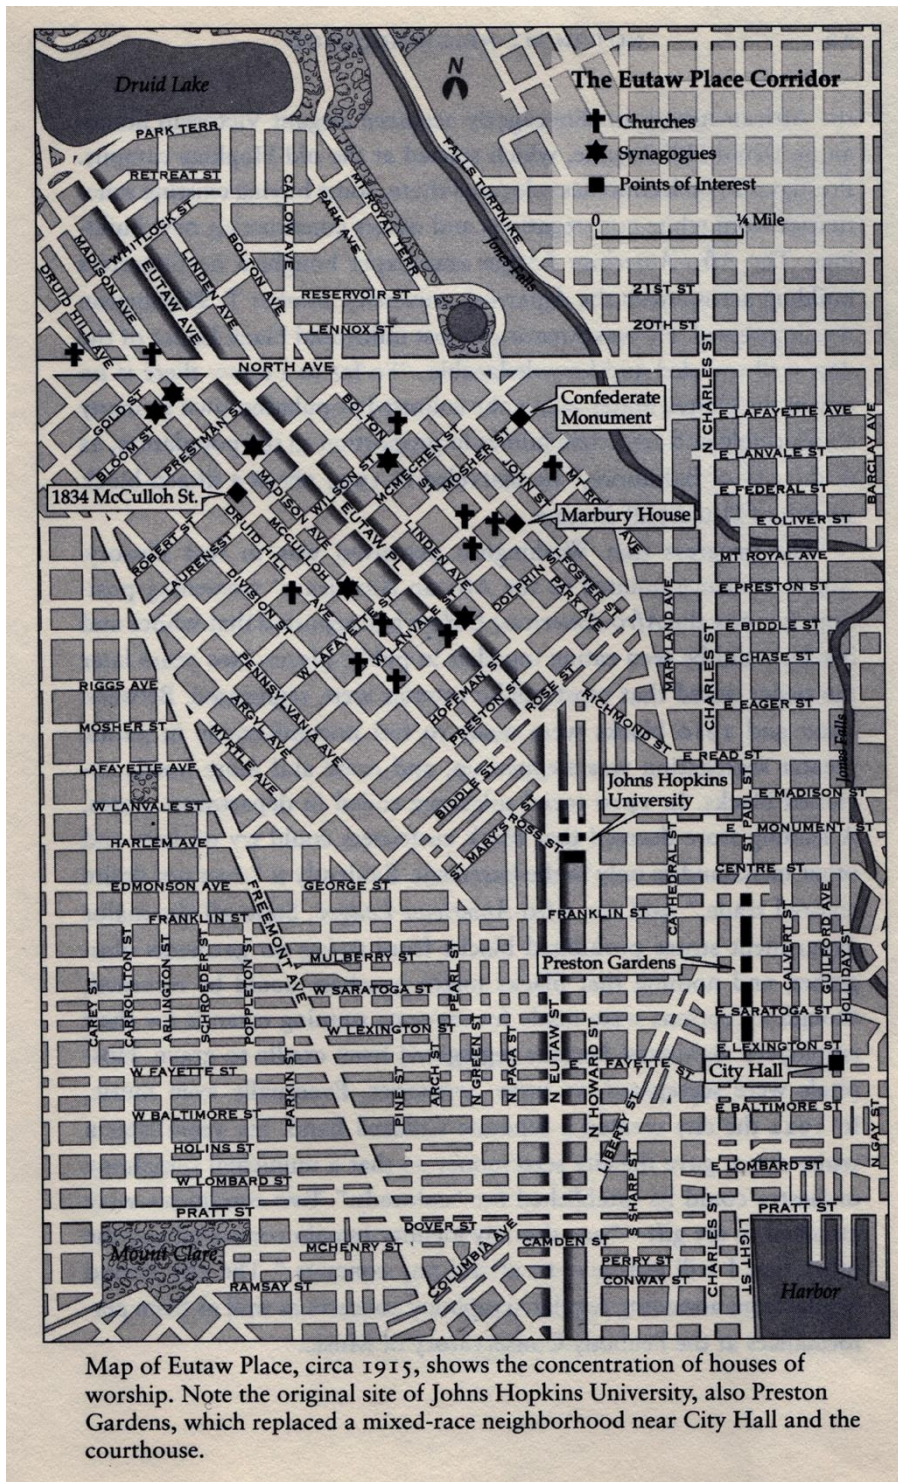 Druid Lake
N
The Eutaw Place Corridor
Churches
Synagogues
Points of Interest
0 ¼ Mile
PARK TERR
RETREAT ST
WHITLOCK ST
CALLOW AVE
PARK AVE
MT ROYAL TERR
FALLS TURPNIKE
Jones Falls
MADISON AVE
EUTAW AVE
LINDEN AVE
BOLTON AVE
DRUID HILL AVE
RESERVOIR ST
LENNOX ST
NORTH AVE
21ST ST
20TH ST
N CHARLES ST
GOLD ST
BLOOM ST
PRESTMAN ST
BOLTON ST
Confederate
Monument
E LAFAYETTE AVE
BARCLAY AVE
WILSON ST
MCMECHEN ST
MOSHER ST
JOHN ST
MT ROYAL AVE
E LANVALE ST
E FEDERAL ST
1834 McCulloh St.
Marbury House
E OLIVER ST
MT ROYAL AVE
ROBERT ST
LAURENSST
DRUID HILL AVE
MCCULLOH
MADISON AVE
EUTAW PL
LINDEN AVE
DOLPHIN ST
FOSTER ST
PARK AVE
MARYLAND AVE
E PRESTON ST
DIVISION ST
W LAFAYETTE ST
W LANVALE ST
E BIDDLE ST
CHARLES ST
E CHASE ST
PENNSYLVANIA AVE
HOFFMAN ST
PRESTON ST
ROSE ST
RICHMOND ST
E EAGER ST
RIGGS AVE
ARGYL AVE
MYRTLE AVE
MOSHER ST
E READ ST
Jones Falls
LAFAYETTE AVE
BIDDLE ST
Johns Hopkins
University
ST PAUL ST
E MADISON ST
W LANVALE ST
ST MARY'S ST
ROSS ST
CATHEDRAL ST
E MONUMENT ST
HARLEM AVE
CENTRE ST
EDMONSON AVE
GEORGE ST
FREEMONT AVE
FRANKLIN ST
FRANKLIN ST
CALVERT ST
GUILFORD AVE
HOLLIDAY ST
CAREY ST
CARROLLTON ST
ARLINGTON ST
SCHROEDER ST
POPPLETON ST
MULBERRY ST
PEARL ST
Preston Gardens
W SARATOGA ST
E SARATOGA ST
W LEXINGTON ST
E LEXINGTON ST
N GREEN ST
N PACA ST
N EUTAW ST
N HOWARD ST
W FAYETTE ST
PARKIN ST
PINE ST
ARCH ST
E FAYETTE ST
City Hall
W BALTIMORE ST
E BALTIMORE ST
LIBERTY ST
N GAY ST
HOLINS ST
W LOMBARD ST
E LOMBARD ST
S SHARP ST
PRATT ST
PRATT ST
DOVER ST
CHARLES ST
LIGHT ST
Mount Clare
MCHENRY ST
COLUMBIA AVE
CAMDEN ST
PERRY ST
CONWAY ST
RAMSAY ST
Harbor
Map of Eutaw Place, circa 1915, shows the concentration of houses of
worship. Note the original site of Johns Hopkins University, also Preston
Gardens, which replaced a mixed-race neighborhood near City Hall and the
courthouse.